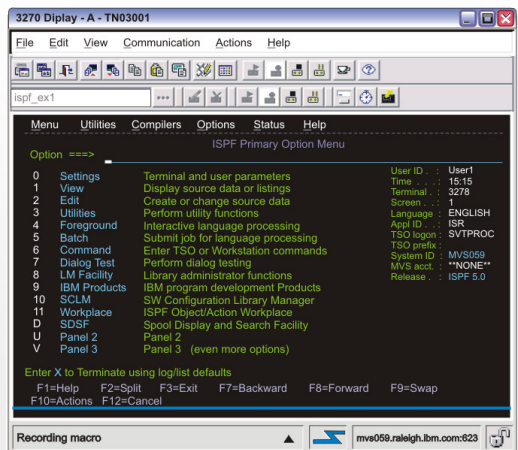 3270 Diplay - A - TN03001
File Edit View Communication Actions Help
ispf_ex1
Menu Utilities Compilers Options Status Help
ISPF Primary Option Menu
Option ===>
0 Settings Terminal and user parameters
1 View Display source data or listings
2 Edit Create or change source data
3 Utilities Perform utility functions
4 Foreground Interactive language processing
5 Batch Submit job for language processing
6 Command Enter TSO or Workstation commands
7 Dialog Test Perform dialog testing
8 LM Facility Library administrator functions
9 IBM Products IBM program development Products
10 SCLM SW Configuration Library Manager
11 Workplace ISPF Object/Action Workplace
D SDSF Spool Display and Search Facility
U Panel 2 Panel 2
V Panel 3 Panel 3 (even more options)
User ID . : User1
Time . . . : 15:15
Terminal . : 3278
Screen . . : 1
Language : ENGLISH
Appl ID . . : ISR
TSO logon : SVTPROC
TSO prefix :
System ID : MVS059
MVS acct. : **NONE**
Release . : ISPF 5.0
Enter X to Terminate using log/list defaults
F1=Help F2=Split F3=Exit F7=Backward F8=Forward F9=Swap
F10=Actions F12=Cancel
Recording macro mvs059.raleigh.ibm.com:623